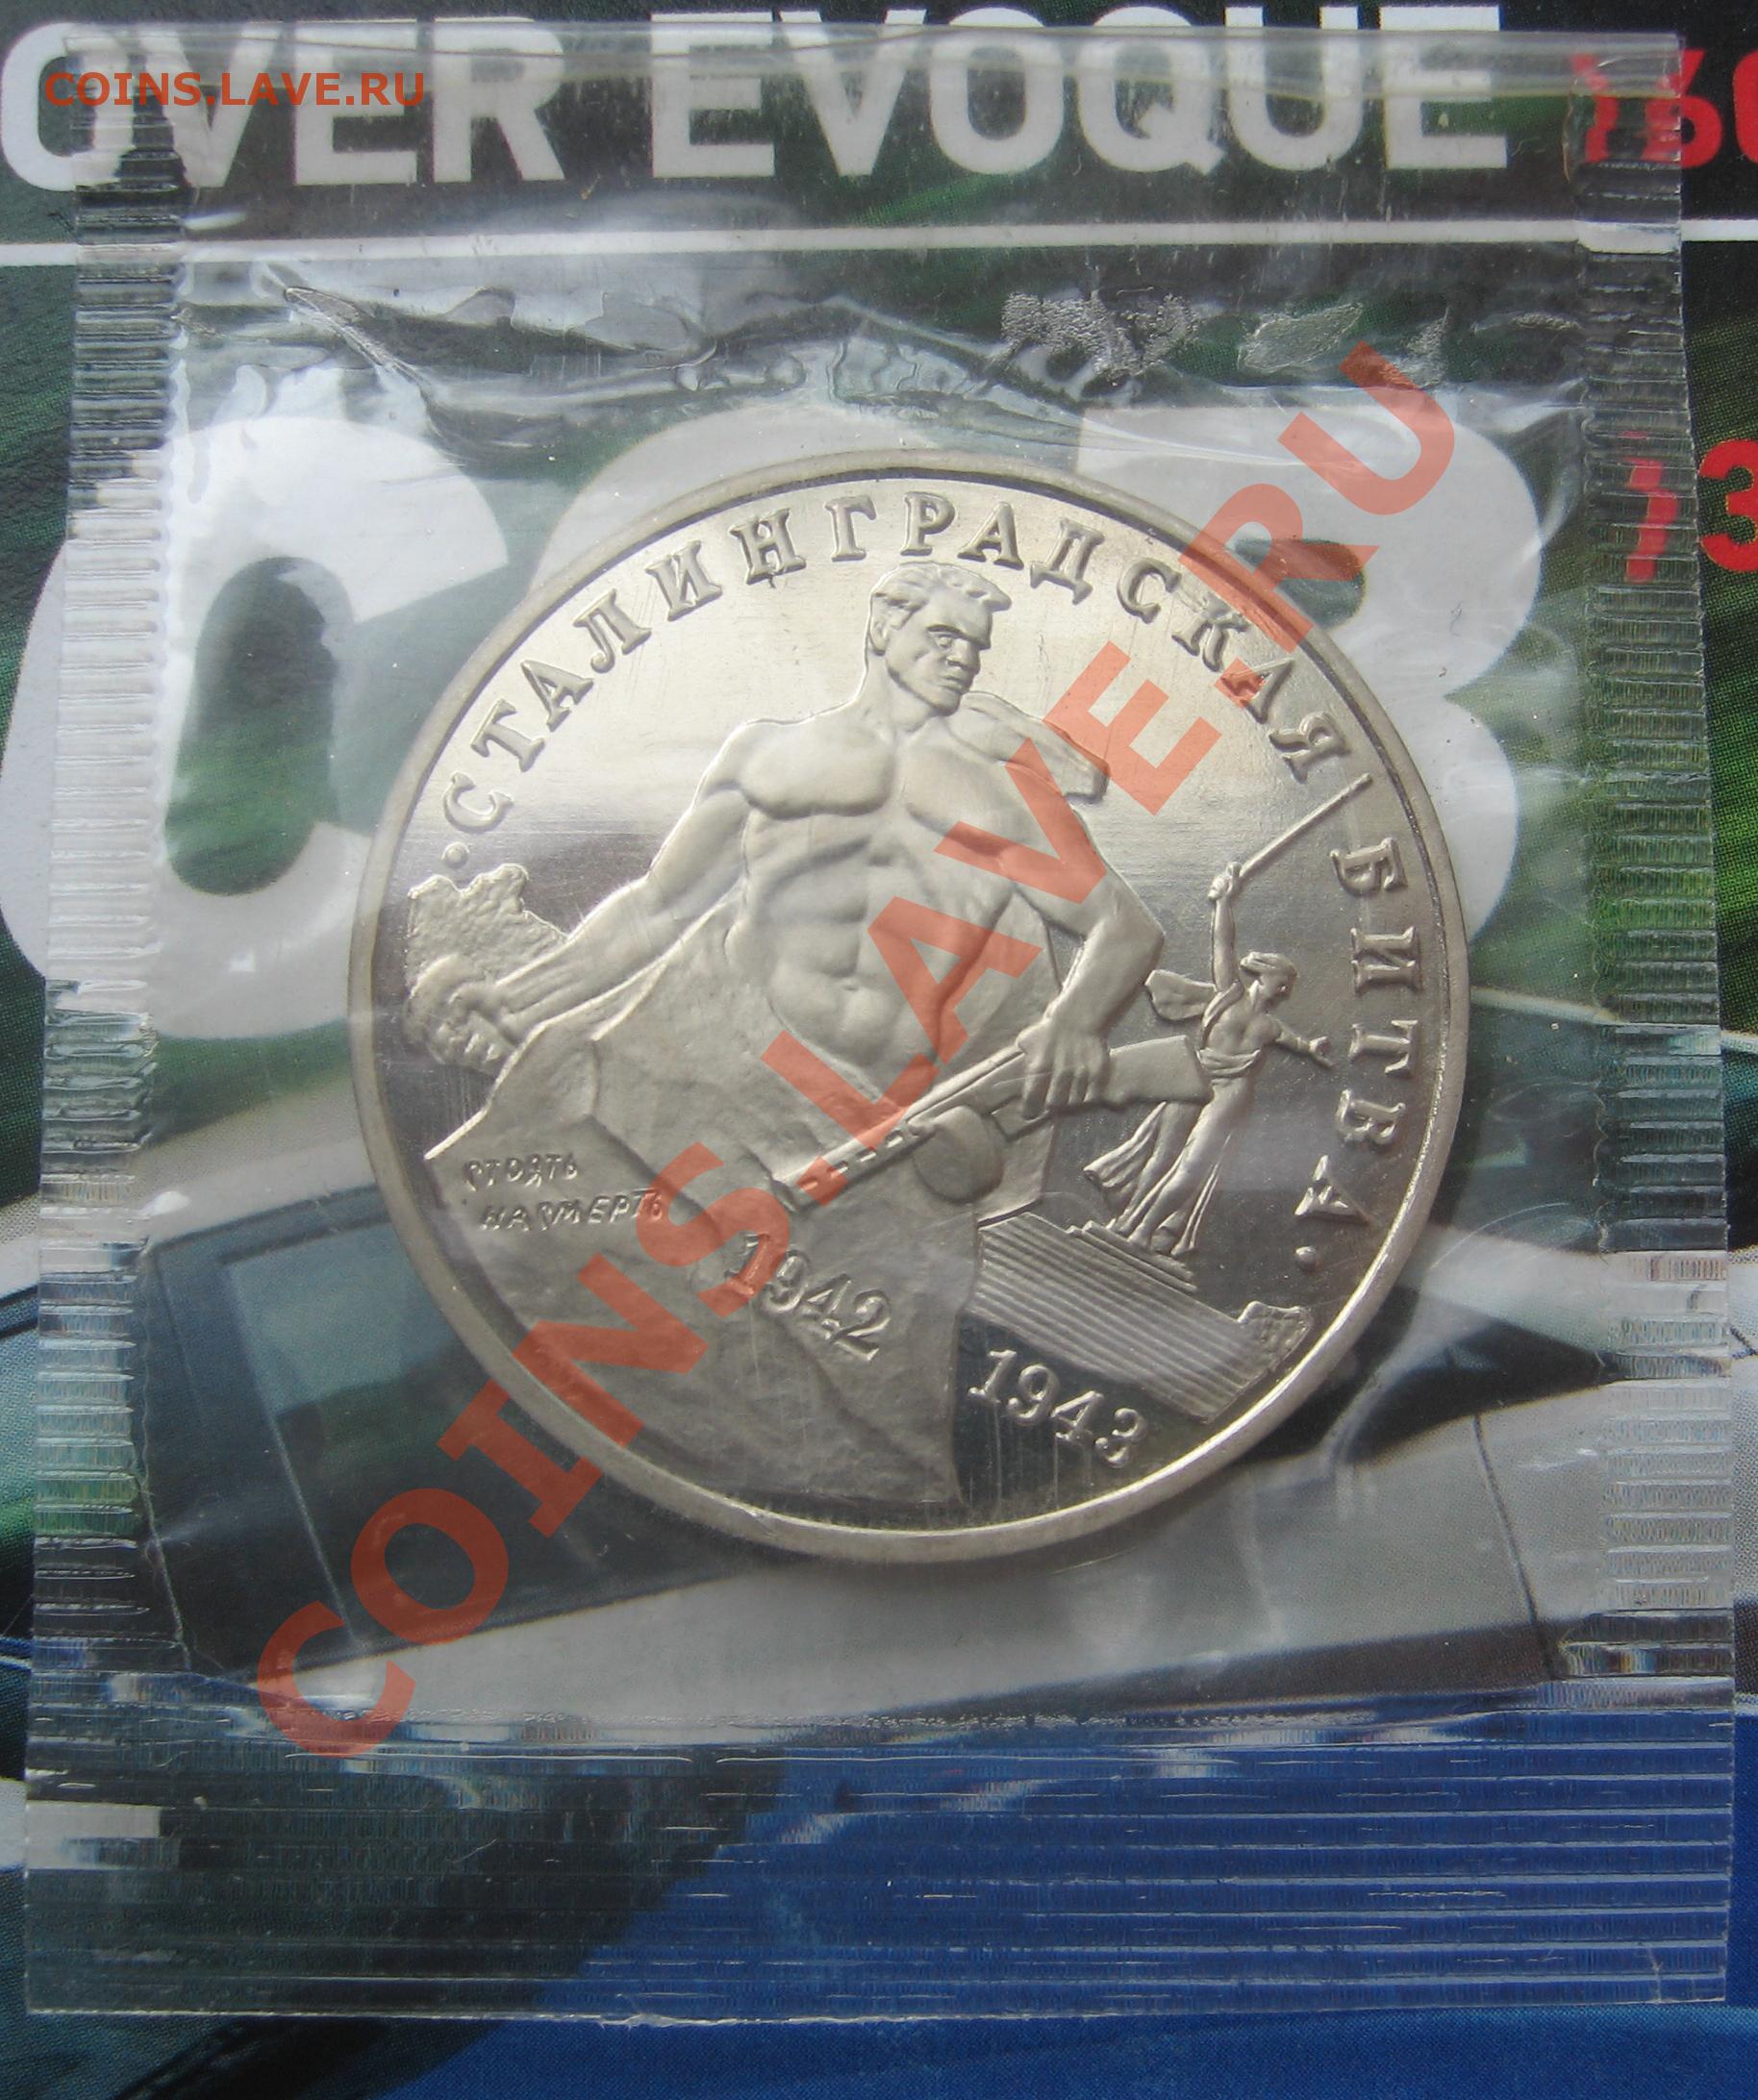 OVER EVOQUE
COINS.LAVE.RU
• СТАЛИНГРАДСКАЯ БИТВА •
СТОЯТЬ
НАСМЕРТЬ
1942
1943
COINS.LAVE.RU